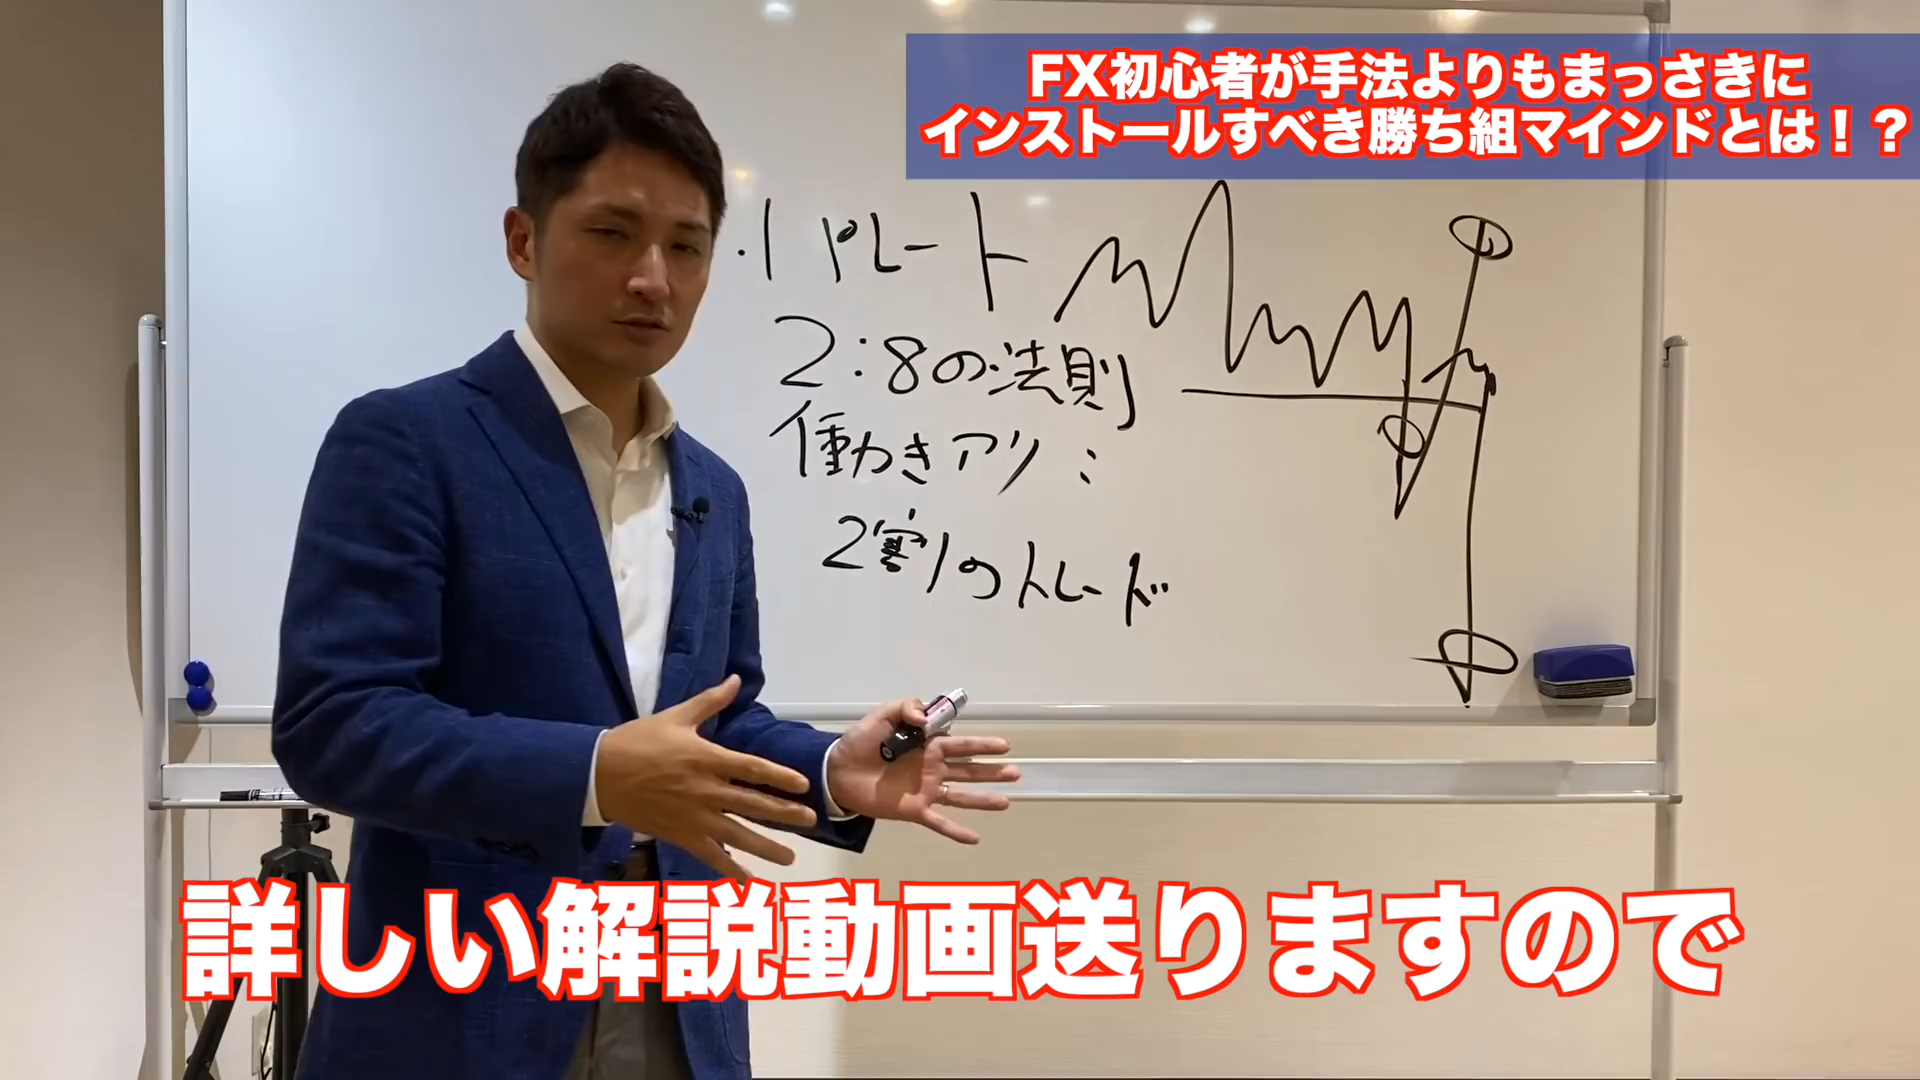 FX初心者が手法よりもまっさきに
インストールすべき勝ち組マインドとは！？
・パレート
2:8の法則
働きアリ：
2割のトレード
詳しい解説動画送りますので